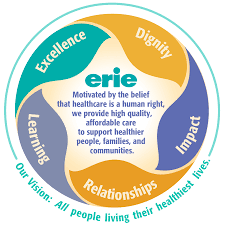 Excellence
Dignity
Impact
Relationships
Learning
erie
Motivated by the belief
that healthcare is a human right,
we provide high quality,
affordable care
to support healthier
people, families, and
communities.
Our Vision: All people living their healthiest lives.